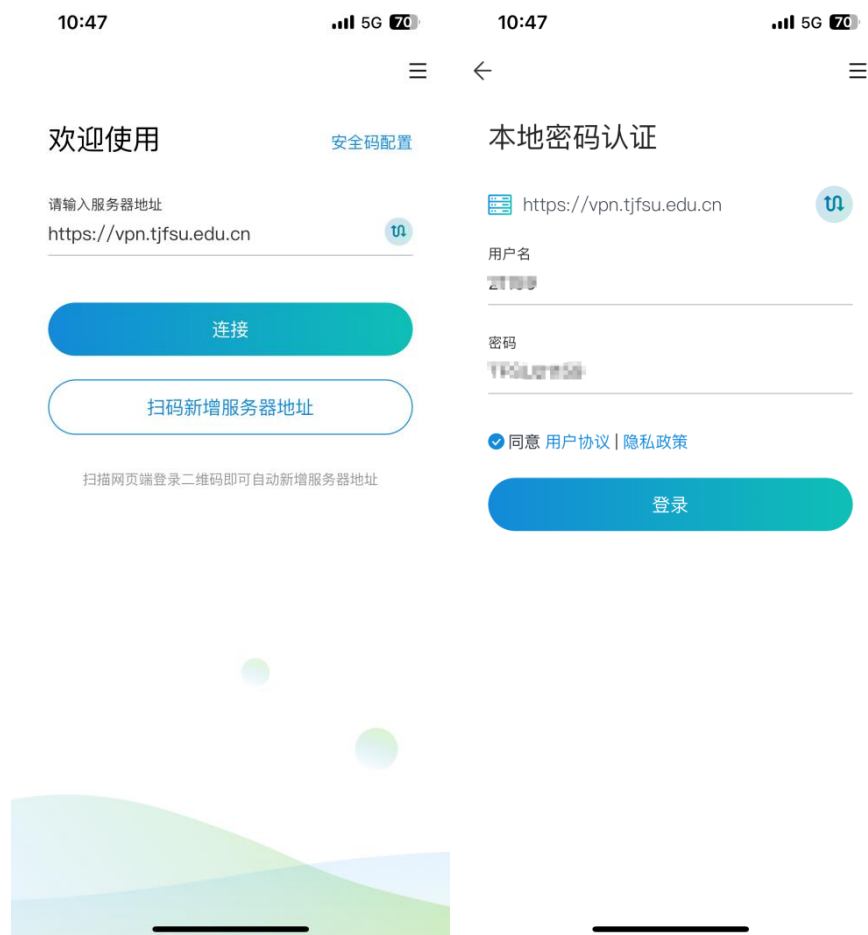 10:47
5G 70
欢迎使用
安全码配置
请输入服务器地址
https://vpn.tjfsu.edu.cn
连接
扫码新增服务器地址
扫描网页端登录二维码即可自动新增服务器地址
10:47
5G 70
本地密码认证
https://vpn.tjfsu.edu.cn
用户名
密码
同意 用户协议 | 隐私政策
登录